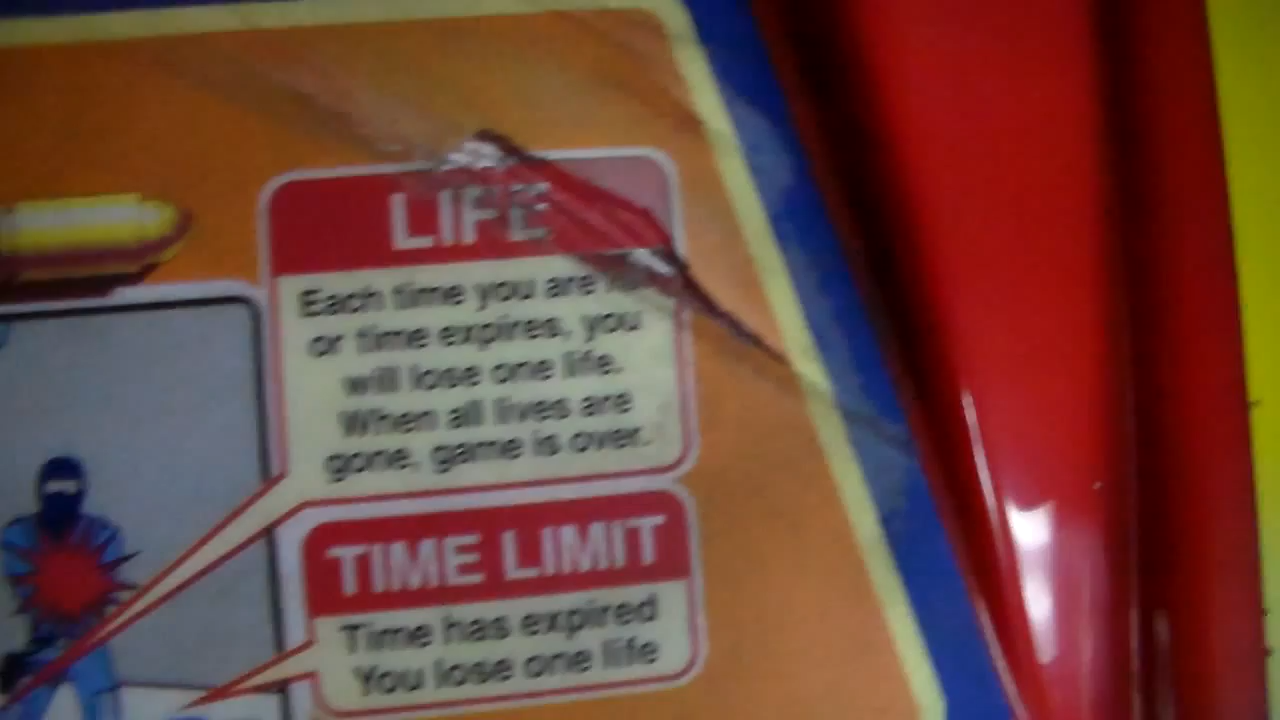 LIFE
Each time you are
or time expires, you
will lose one life.
When all lives are
gone, game is over.
TIME LIMIT
Time has expired
You lose one life